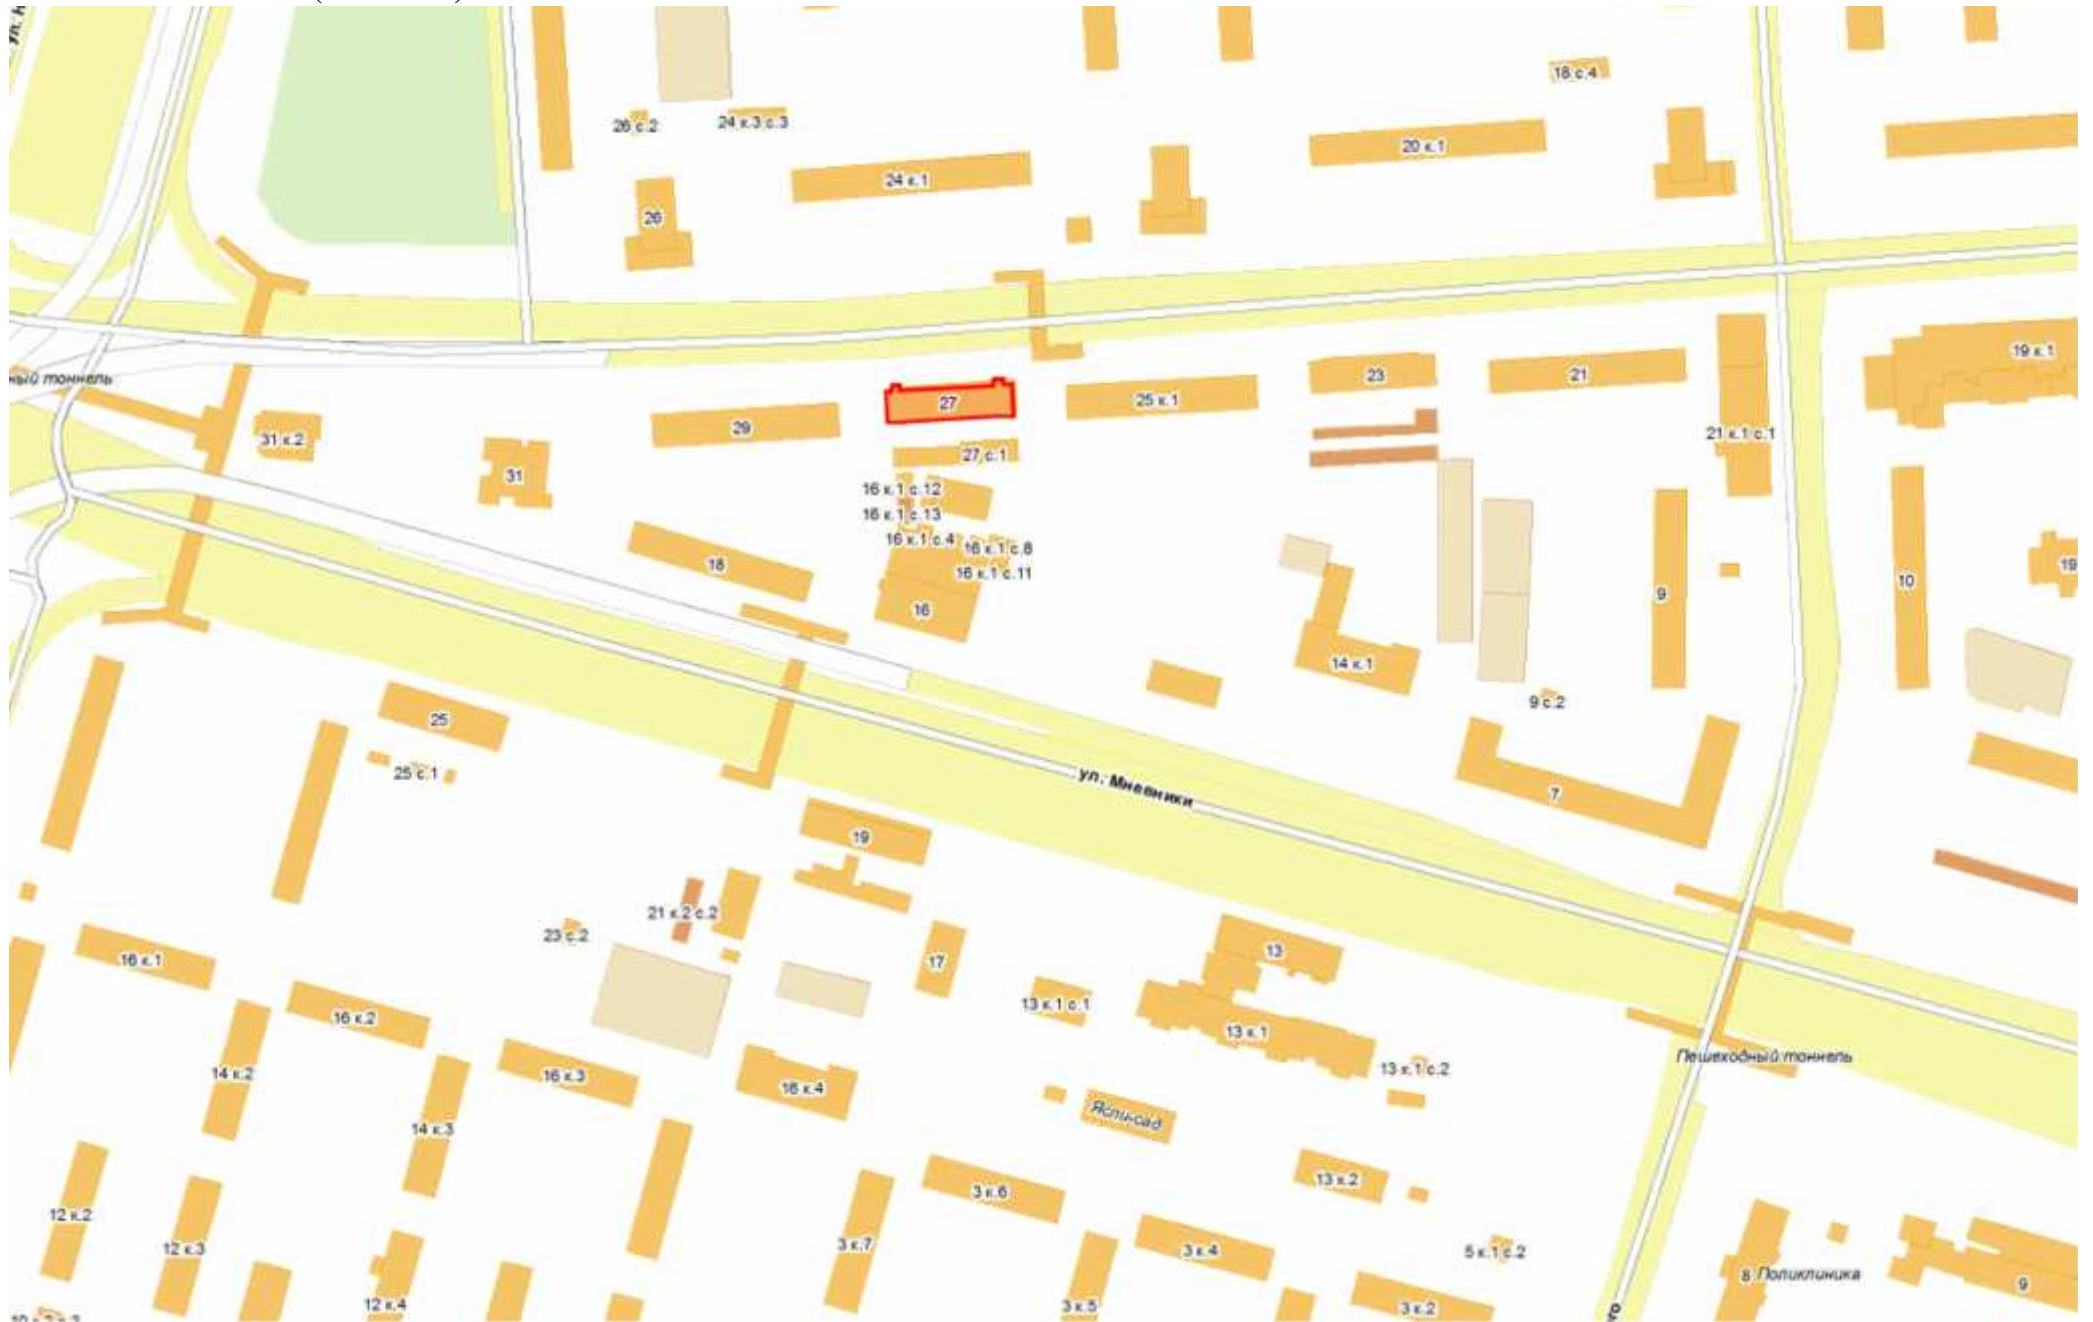 18 с.4
26 с.2
24 к.3 с.3
20 к.1
24 к.1
26
19 к.1
ный тоннель
23
21
27
25 к.1
29
31 к.2
21 к.1 с.1
27 с.1
31
16 к.1 с.12
16 к.1 с.13
16 к.1 с.4
16 к.1 с.8
18
16 к.1 с.11
19
10
9
16
14 к.1
9 с.2
25
25 с.1
ул. Мневники
7
19
21 к.2 с.2
23 с.2
13
16 к.1
17
13 к.1 с.1
16 к.2
13 к.1
Пешеходный тоннель
14 к.2
16 к.3
13 к.1 с.2
16 к.4
Ясли-сад
14 к.3
13 к.2
3 к.6
12 к.2
12 к.3
3 к.7
3 к.4
5 к.1 с.2
8 Поликлиника
9
12 к.4
3 к.5
3 к.2